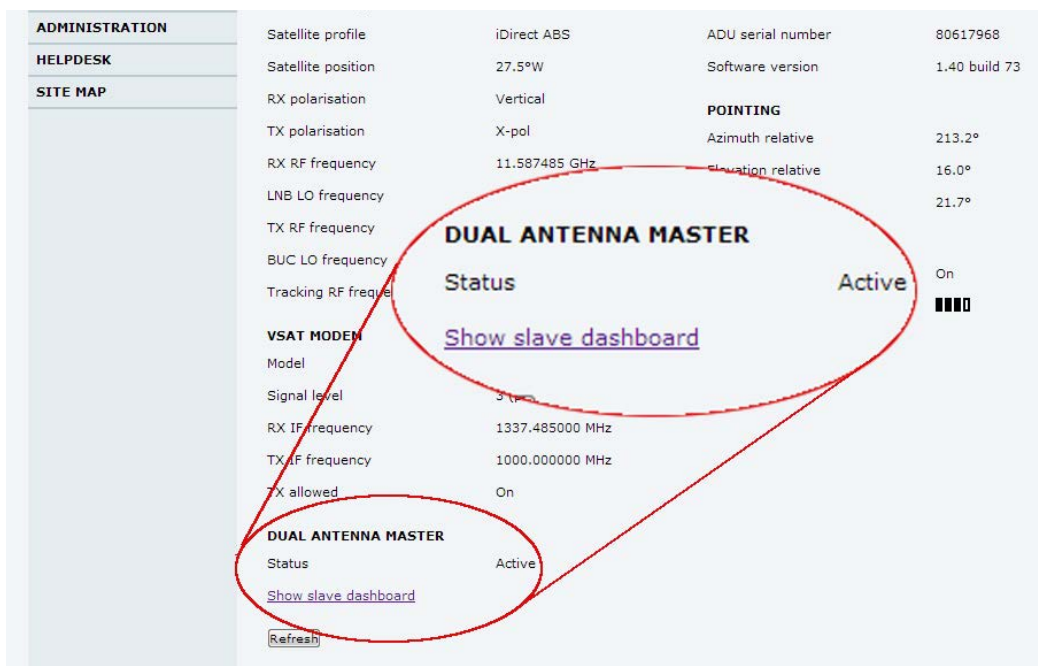 ADMINISTRATION
HELPDESK
SITE MAP
Satellite profile iDirect ABS
Satellite position 27.5°W
RX polarisation Vertical
TX polarisation X-pol
RX RF frequency 11.587485 GHz
LNB LO frequency
TX RF frequency
BUC LO frequency
Tracking RF freque
VSAT MODEM
Model
Signal level 3
RX IF frequency 1337.485000 MHz
TX IF frequency 1000.000000 MHz
TX allowed On
DUAL ANTENNA MASTER
Status Active
Show slave dashboard
Refresh
ADU serial number 80617968
Software version 1.40 build 73
POINTING
Azimuth relative 213.2°
Elevation relative 16.0°
21.7°
On
DUAL ANTENNA MASTER
Status Active
Show slave dashboard